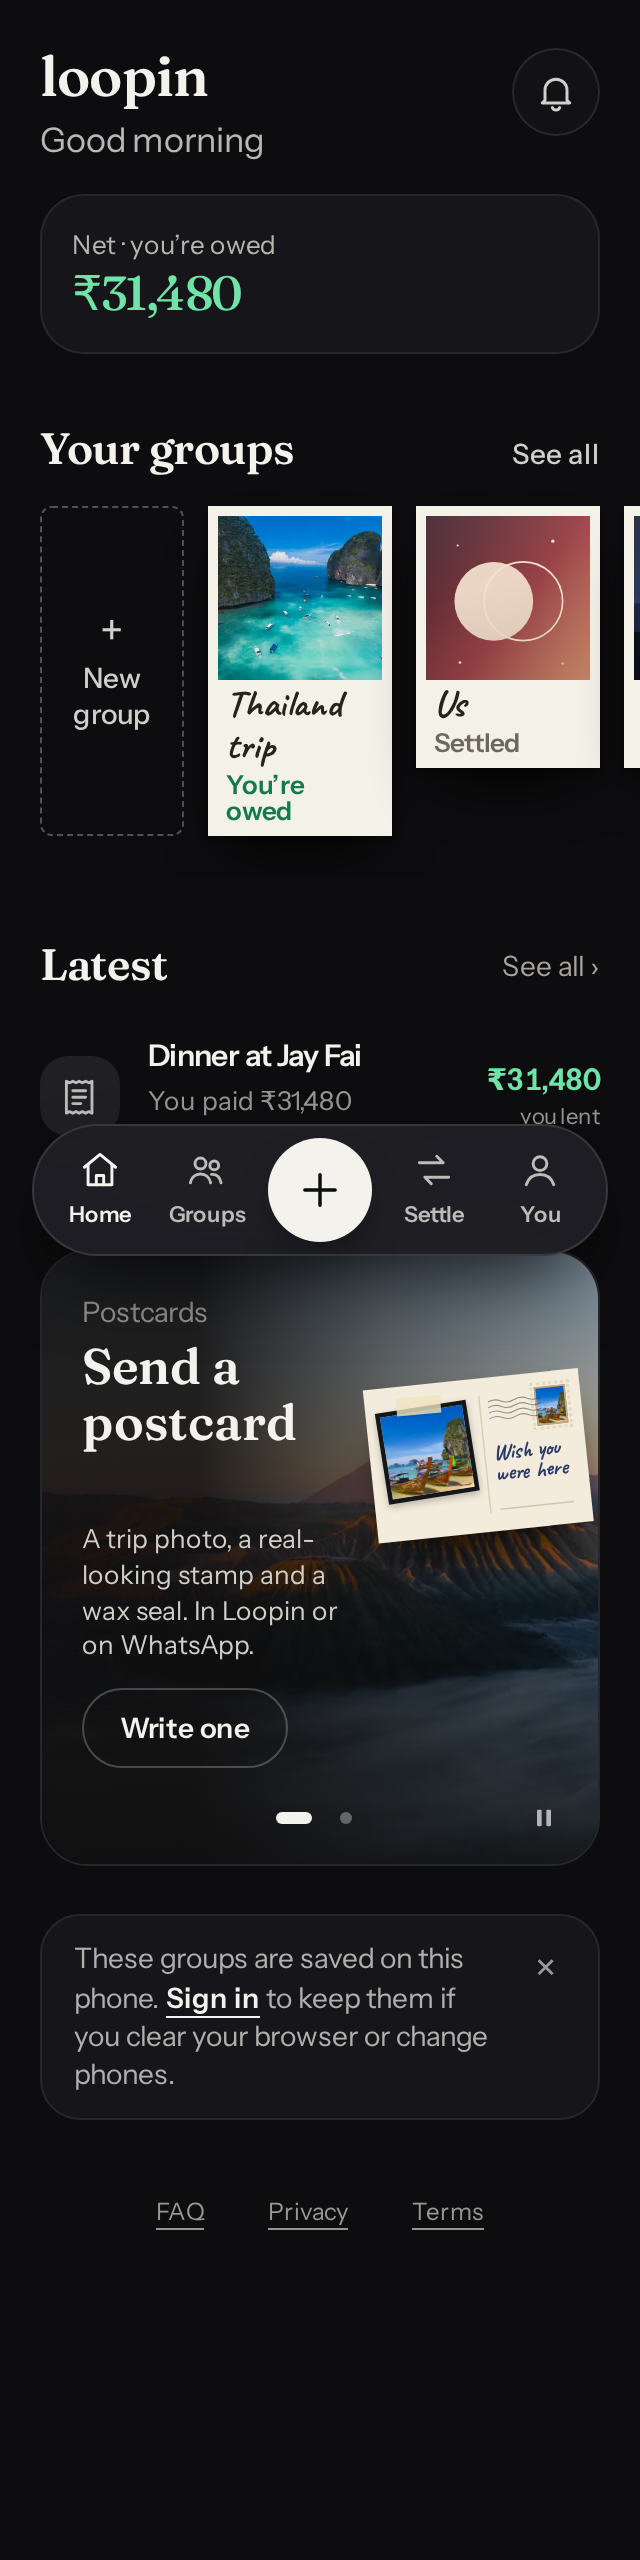 loopin
Good morning
Net · you’re owed
₹31,480
Your groups
See all
+
New
group
Thailand
trip
You’re
owed
Us
Settled
Latest
See all ›
Dinner at Jay Fai
You paid ₹31,480
₹31,480
you lent
Home
Groups
Settle
You
Postcards
Send a
postcard
Wish you
were here
A trip photo, a real-
looking stamp and a
wax seal. In Loopin or
on WhatsApp.
Write one
These groups are saved on this
phone. Sign in to keep them if
you clear your browser or change
phones.
FAQ
Privacy
Terms